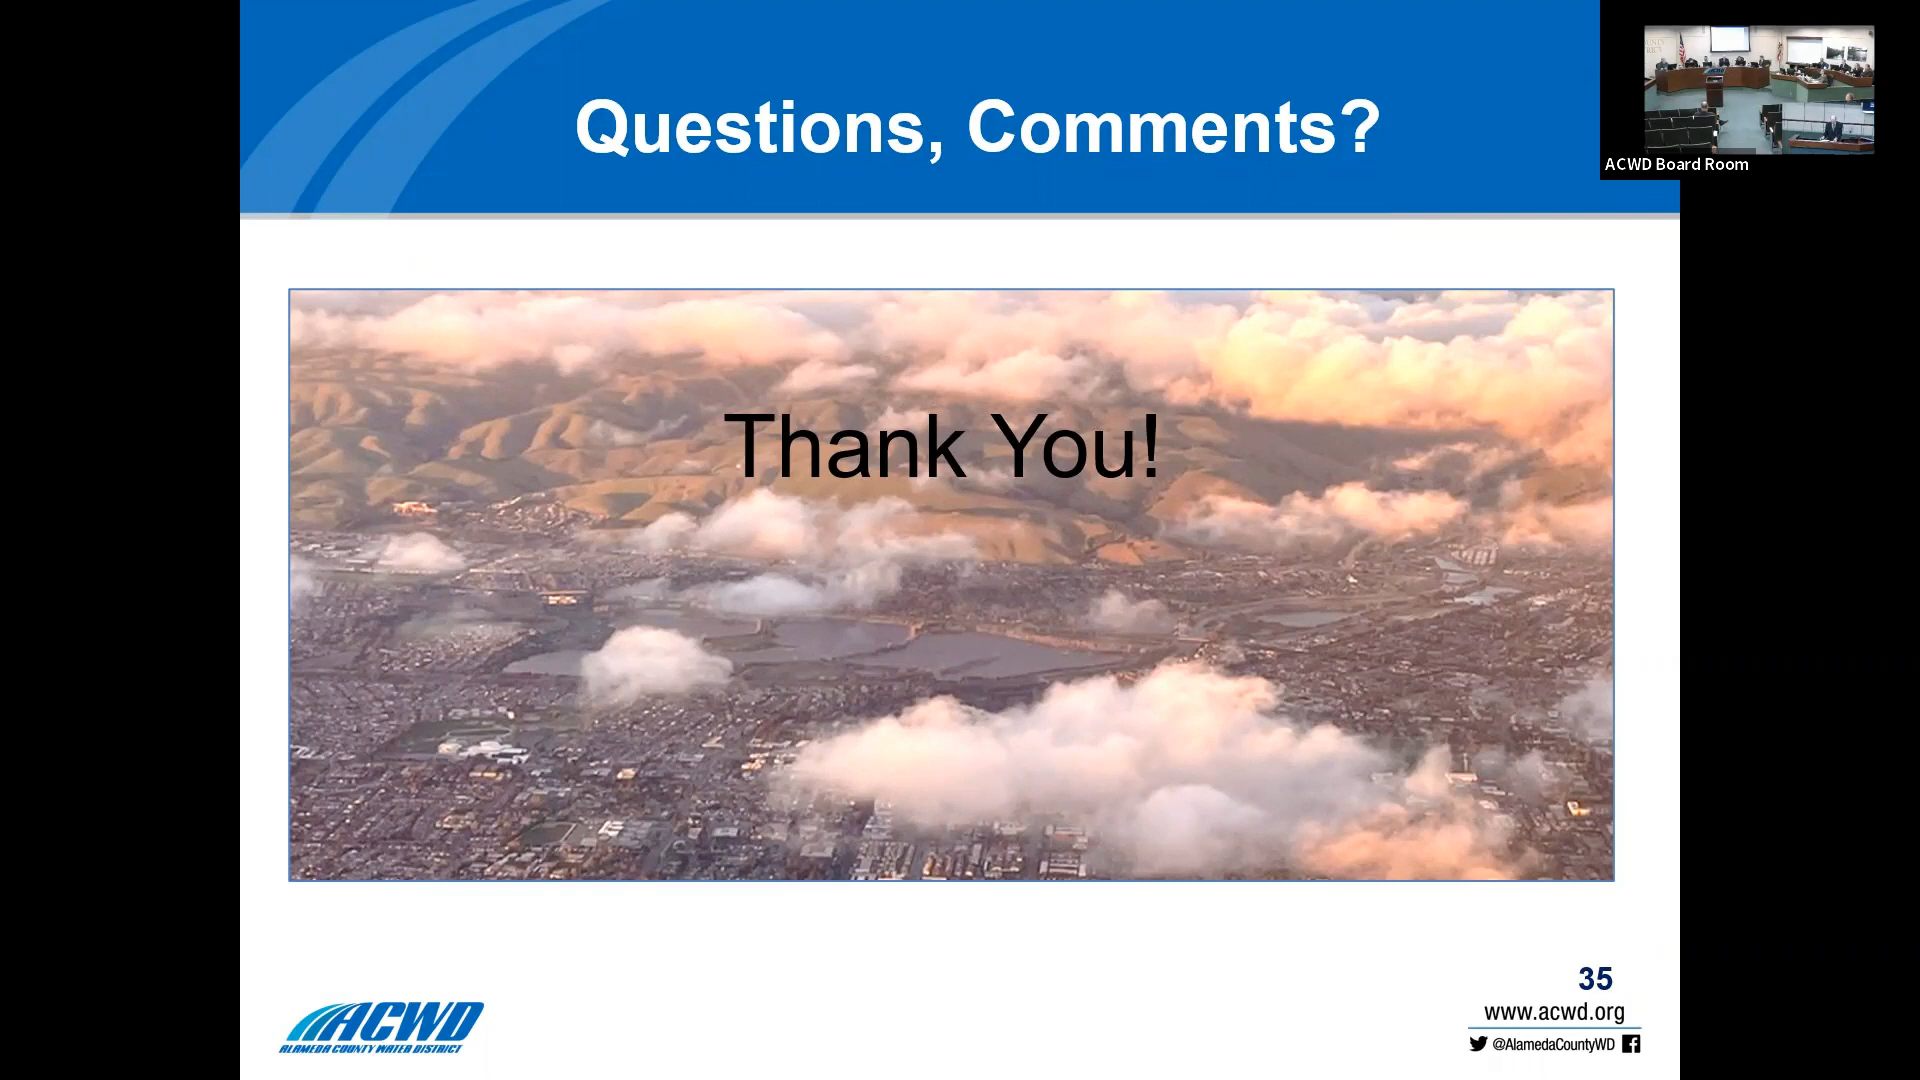 Questions, Comments?
ACWD Board Room
Thank You!
35
www.acwd.org
@AlamedaCountyWD
ACWD
ALAMEDA COUNTY WATER DISTRICT